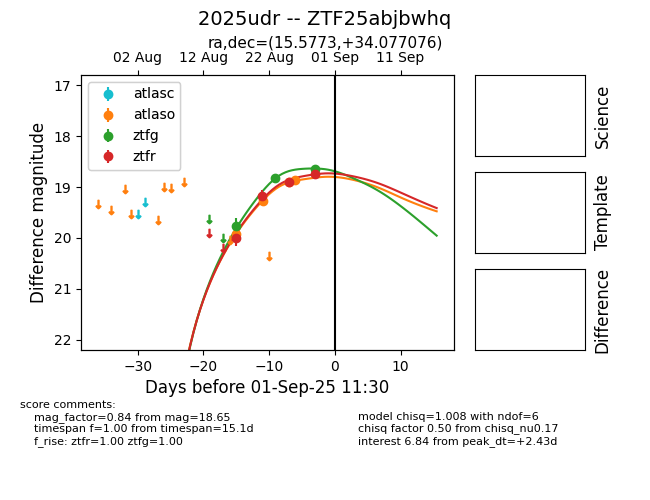 2025udr -- ZTF25abjbwhq
ra,dec=(15.5773,+34.077076)
02 Aug 12 Aug 22 Aug 01 Sep 11 Sep
17
18
19
20
21
22
Difference magnitude
atlasc
atlaso
ztfg
ztfr
−30 −20 −10 0 10
Days before 01-Sep-25 11:30
Science
Template
Difference
score comments:
mag_factor=0.84 from mag=18.65
timespan f=1.00 from timespan=15.1d
f_rise: ztfr=1.00 ztfg=1.00
model chisq=1.008 with ndof=6
chisq factor 0.50 from chisq_nu0.17
interest 6.84 from peak_dt=+2.43d